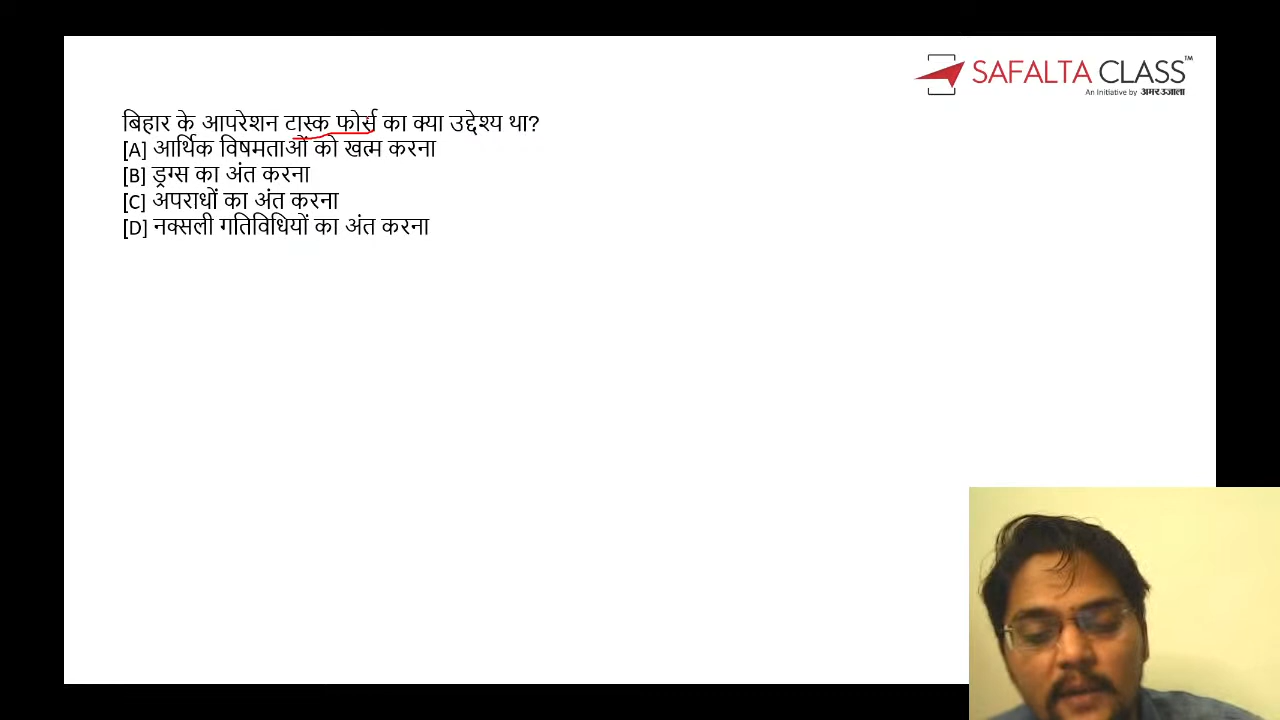 SAFALTA CLASS™
An Initiative by अमर उजाला
बिहार के आपरेशन टास्क फोर्स का क्या उद्देश्य था?
[A] आर्थिक विषमताओं को खत्म करना
[B] ड्रग्स का अंत करना
[C] अपराधों का अंत करना
[D] नक्सली गतिविधियों का अंत करना